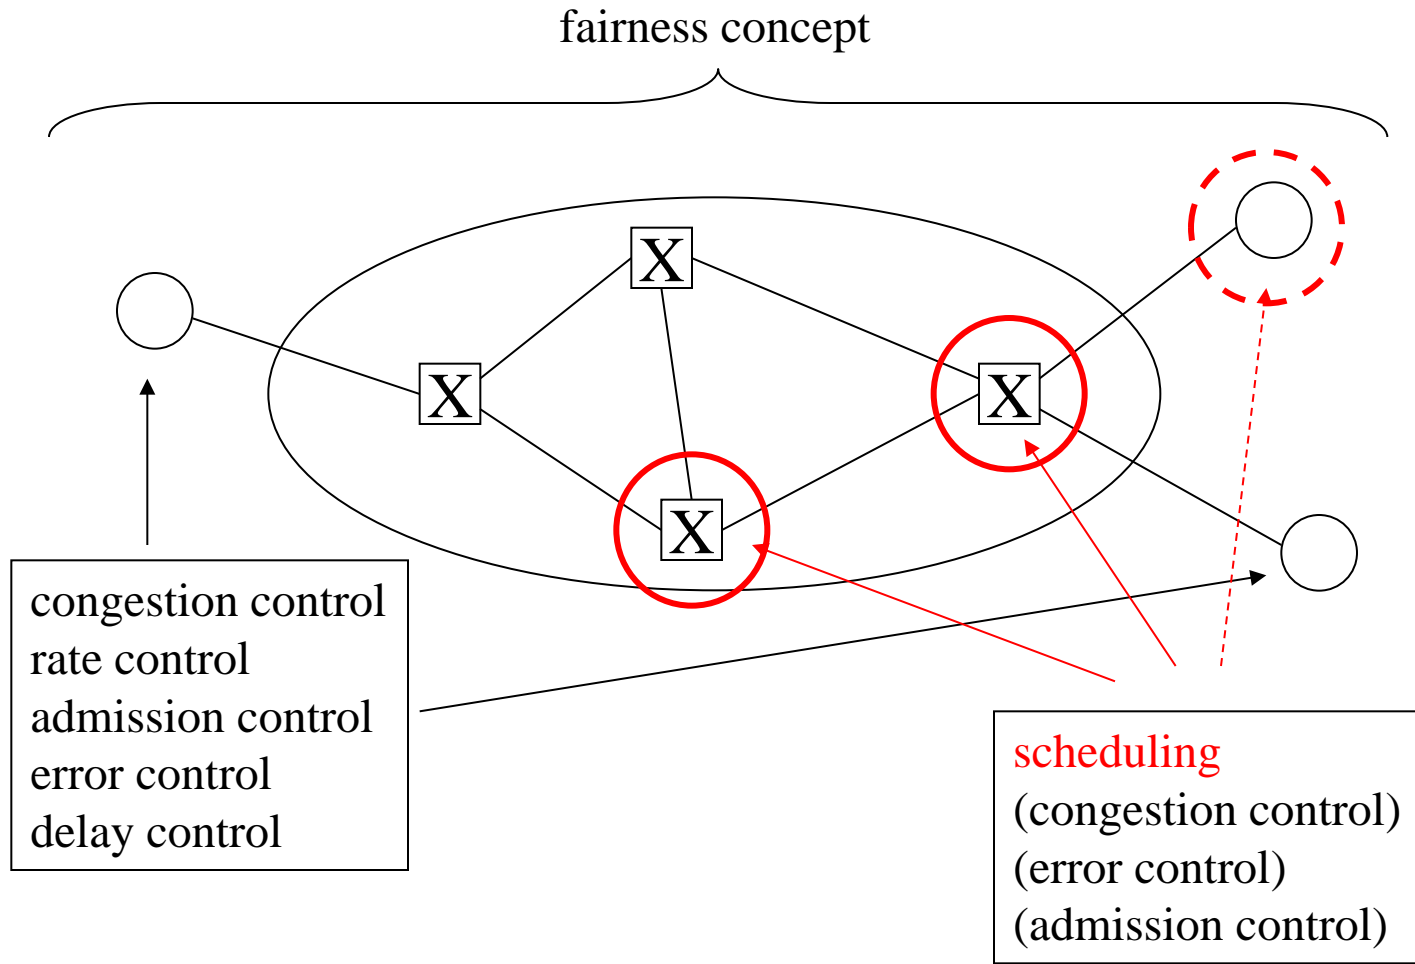 fairness concept
X
X
X
X
congestion control
rate control
admission control
error control
delay control
scheduling
(congestion control)
(error control)
(admission control)